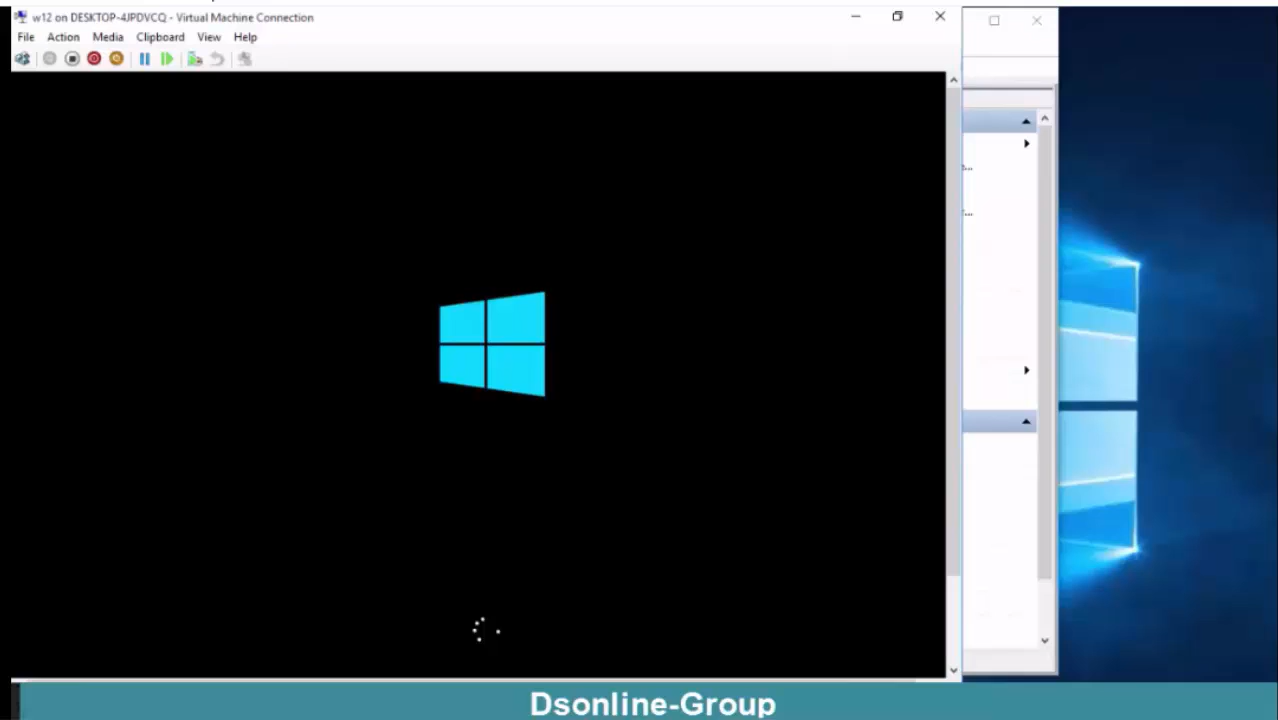 w12 on DESKTOP-4JPDVCQ - Virtual Machine Connection
File Action Media Clipboard View Help
...
...
Dsonline-Group